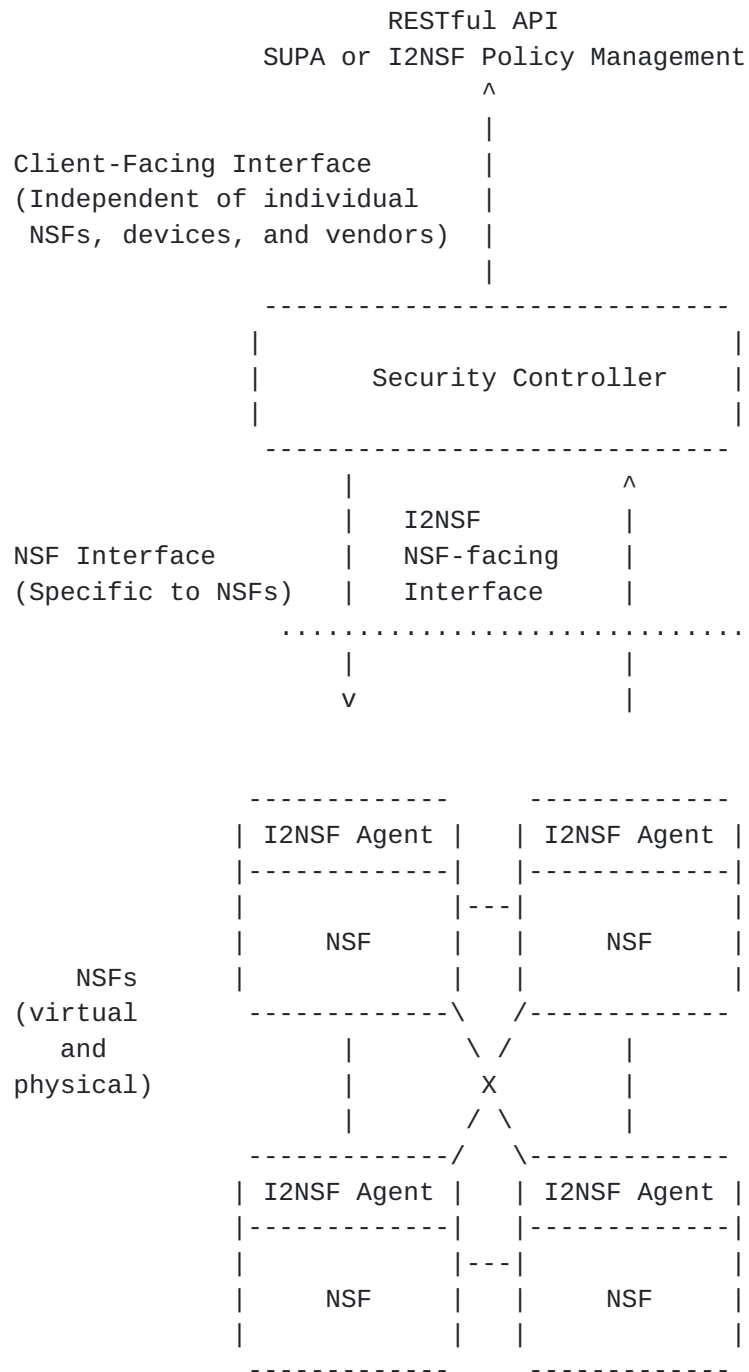 RESTful API
SUPA or I2NSF Policy Management
Client-Facing Interface
(Independent of individual
NSFs, devices, and vendors)
Security Controller
I2NSF
NSF Interface NSF-facing
(Specific to NSFs) Interface
I2NSF Agent I2NSF Agent
NSF NSF
NSFs
(virtual
and
physical)
X
I2NSF Agent I2NSF Agent
NSF NSF